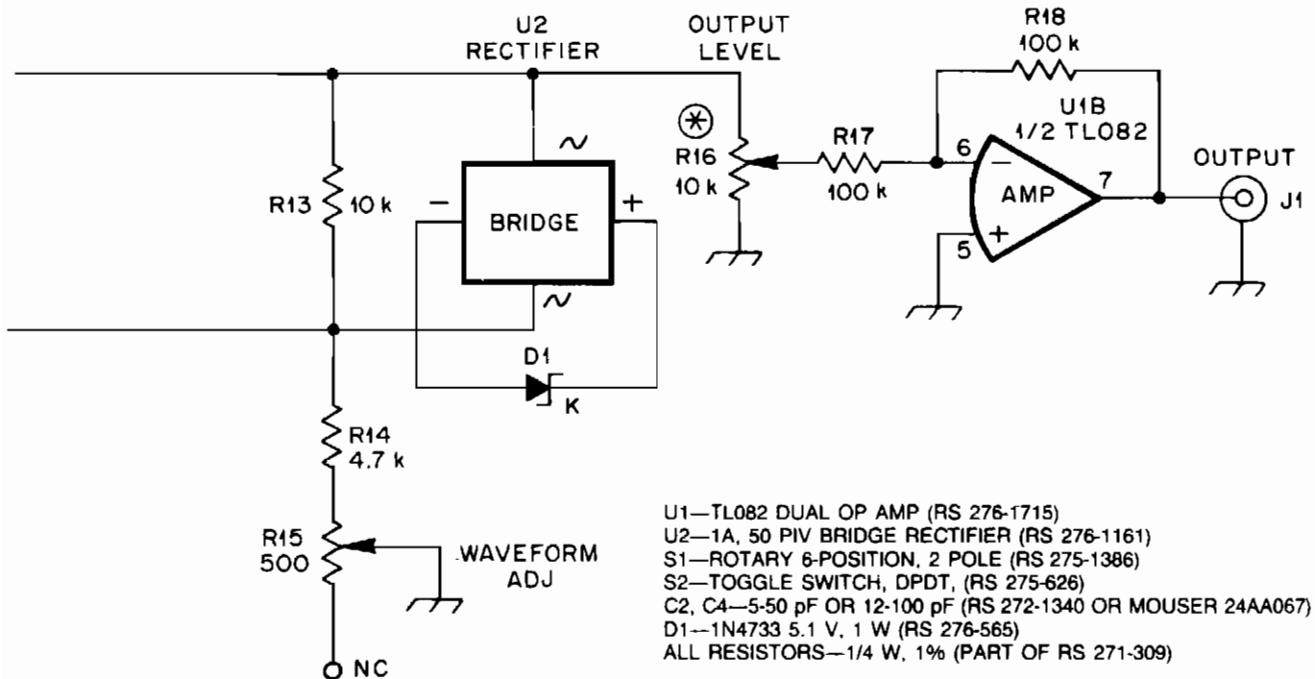 U2
RECTIFIER
OUTPUT
LEVEL
R18
100 k
U1B
1/2 TL082
R13
10 k
~
-
BRIDGE
+
~
*
R16
10 k
R17
100 k
6
-
AMP
5
+
7
OUTPUT
J1
D1
K
R14
4.7 k
R15
500
WAVEFORM
ADJ
NC
U1—TL082 DUAL OP AMP (RS 276-1715)
U2—1A, 50 PIV BRIDGE RECTIFIER (RS 276-1161)
S1—ROTARY 6-POSITION, 2 POLE (RS 275-1386)
S2—TOGGLE SWITCH, DPDT, (RS 275-626)
C2, C4—5-50 pF OR 12-100 pF (RS 272-1340 OR MOUSER 24AA067)
D1—1N4733 5.1 V, 1 W (RS 276-565)
ALL RESISTORS—1/4 W, 1% (PART OF RS 271-309)